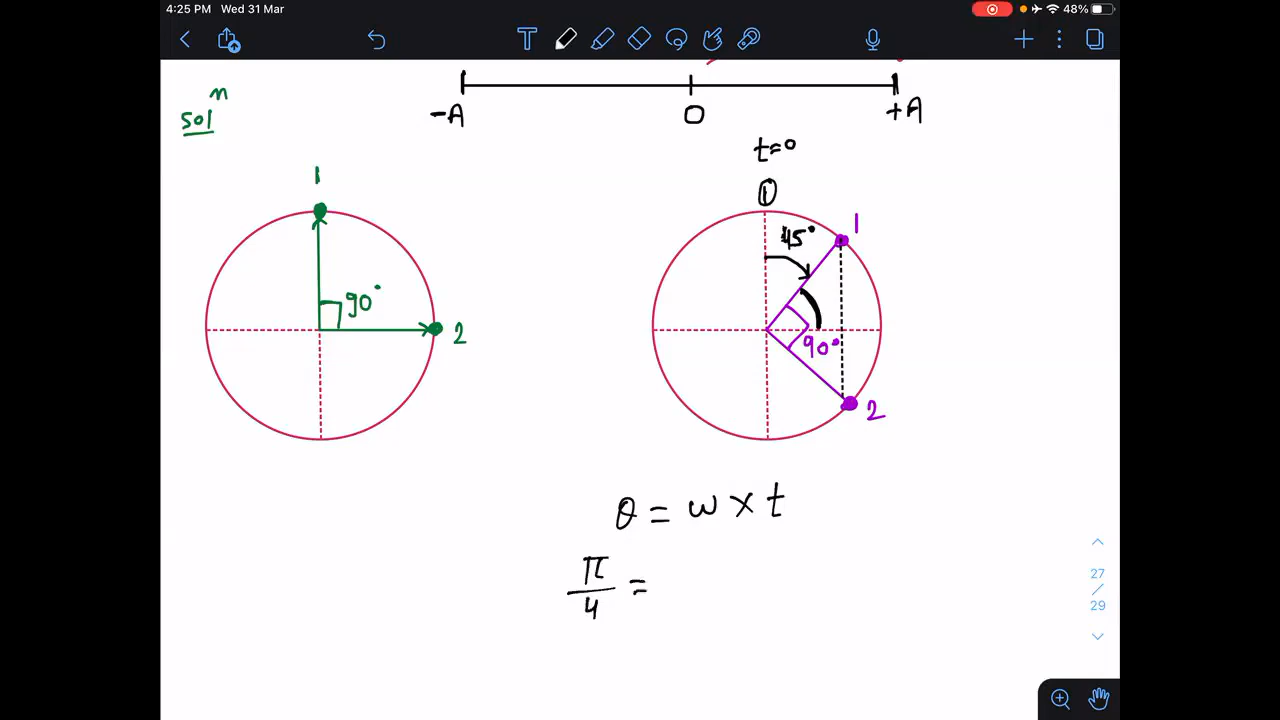 4:25 PM Wed 31 Mar
48%
T
-A O +A
solⁿ
t=0
1
90°
2
1
45°
1
90°
2
θ = ω × t
π/4 =
27
/
29